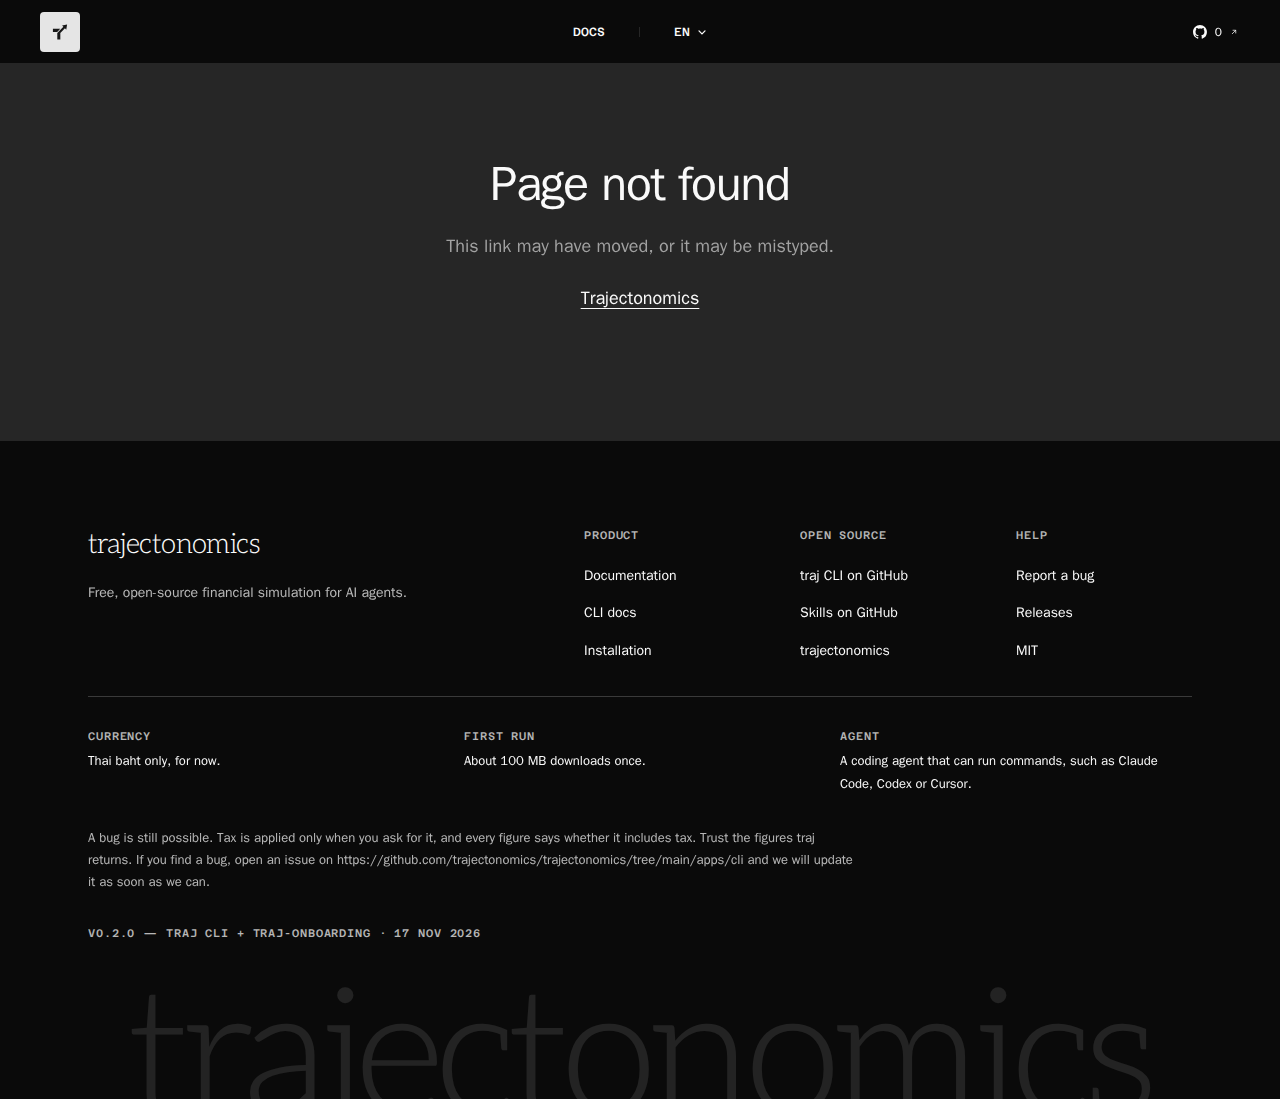 DOCS
EN
0
Page not found
This link may have moved, or it may be mistyped.
Trajectonomics
trajectonomics
Free, open-source financial simulation for AI agents.
PRODUCT
Documentation
CLI docs
Installation
OPEN SOURCE
traj CLI on GitHub
Skills on GitHub
trajectonomics
HELP
Report a bug
Releases
MIT
CURRENCY
Thai baht only, for now.
FIRST RUN
About 100 MB downloads once.
AGENT
A coding agent that can run commands, such as Claude
Code, Codex or Cursor.
A bug is still possible. Tax is applied only when you ask for it, and every figure says whether it includes tax. Trust the figures traj
returns. If you find a bug, open an issue on https://github.com/trajectonomics/trajectonomics/tree/main/apps/cli and we will update
it as soon as we can.
V0.2.0 — TRAJ CLI + TRAJ-ONBOARDING · 17 NOV 2026
trajectonomics